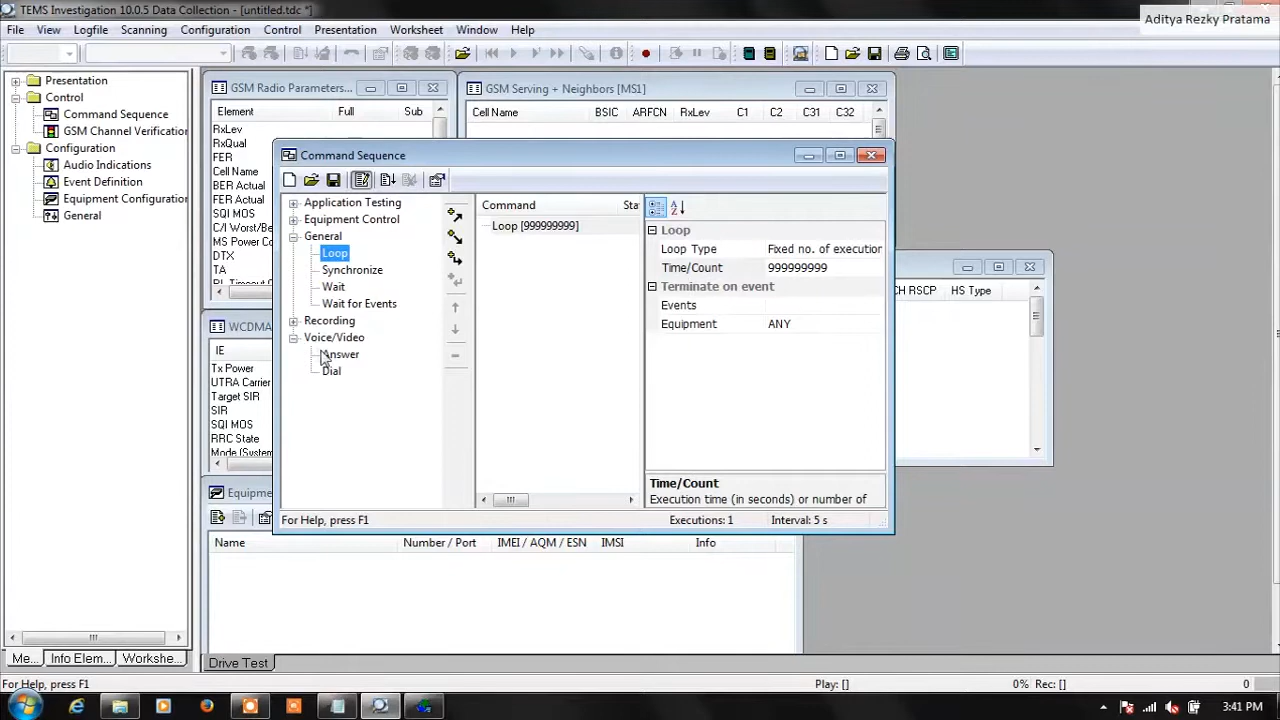 TEMS Investigation 10.0.5 Data Collection - [untitled.tdc *]
Aditya Rezky Pratama
File View Logfile Scanning Configuration Control Presentation Worksheet Window Help
Presentation
Control
Command Sequence
GSM Channel Verificatio
Configuration
Audio Indications
Event Definition
Equipment Configuratio
General
Me... Info Elem... Workshe...
GSM Radio Parameters...
Element Full Sub
RxLev
RxQual
FER
Cell Name
BER Actual
FER Actual
SQI MOS
C/I Worst/Be
MS Power Co
DTX
TA
GSM Serving + Neighbors [MS1]
Cell Name BSIC ARFCN RxLev C1 C2 C31 C32
Command Sequence
Application Testing
Equipment Control
General
Loop
Synchronize
Wait
Wait for Events
Recording
Voice/Video
Answer
Dial
Command Sta
Loop [999999999]
Loop
Loop Type Fixed no. of execution
Time/Count 999999999
Terminate on event
Events
Equipment ANY
Time/Count
Execution time (in seconds) or number of
For Help, press F1 Executions: 1 Interval: 5 s
CH RSCP HS Type
WCDMA
IE
Tx Power
UTRA Carrier
Target SIR
SIR
SQI MOS
RRC State
Mode (System
Equipme
Name Number / Port IMEI / AQM / ESN IMSI Info
Drive Test
For Help, press F1 Play: [] 0% Rec: [] 0
3:41 PM